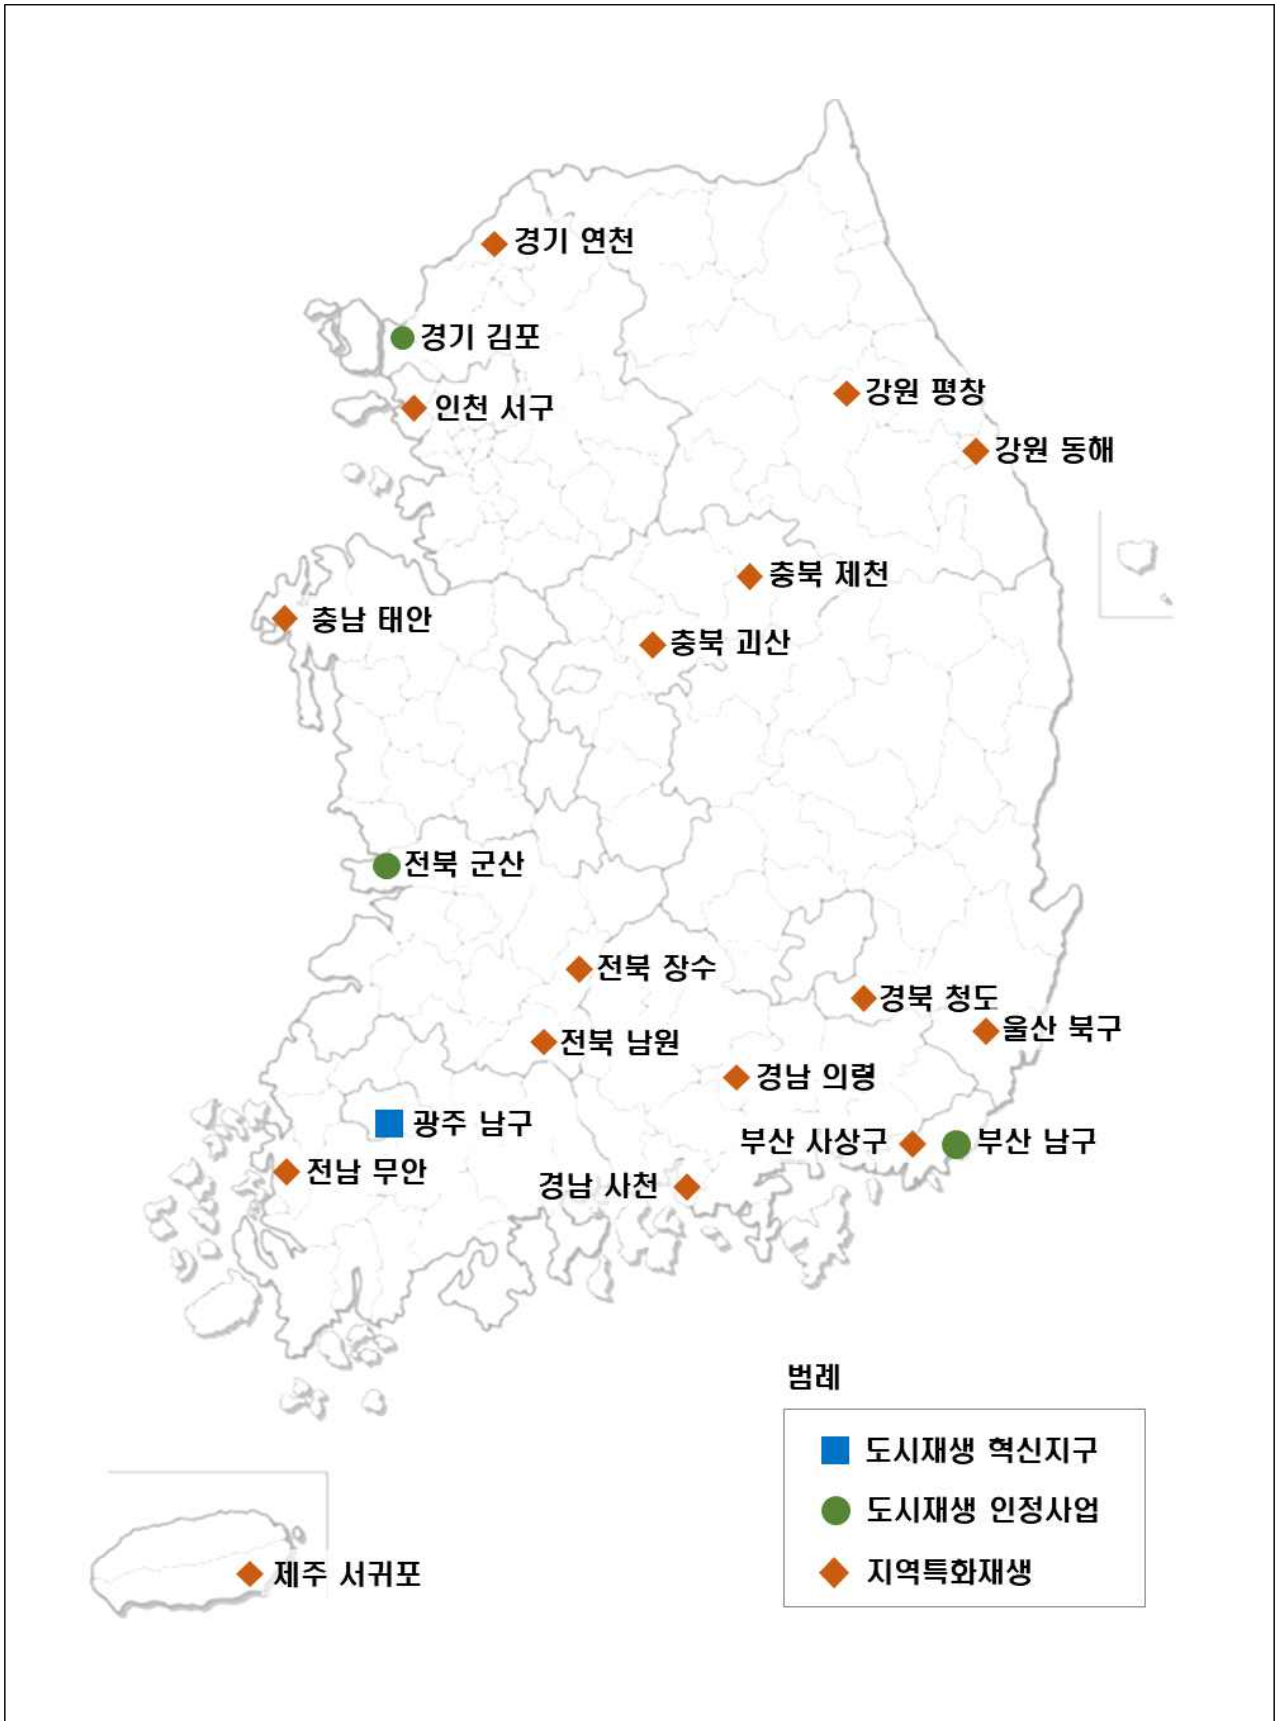 경기 연천
경기 김포
강원 평창
인천 서구
강원 동해
충북 제천
충남 태안
충북 괴산
전북 군산
전북 장수
경북 청도
울산 북구
전북 남원
경남 의령
광주 남구
부산 사상구
부산 남구
전남 무안
경남 사천
범례
도시재생 혁신지구
도시재생 인정사업
지역특화재생
제주 서귀포